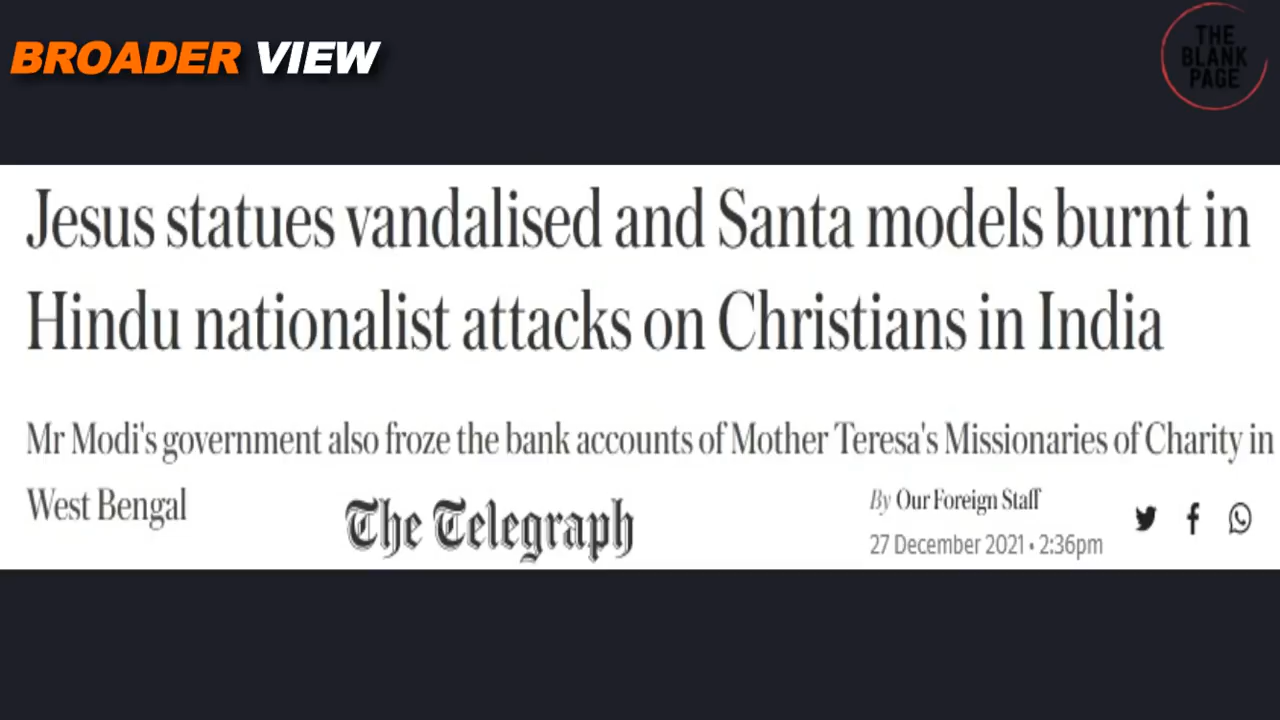 BROADER VIEW
THE
BLANK
PAGE
Jesus statues vandalised and Santa models burnt in
Hindu nationalist attacks on Christians in India
Mr Modi's government also froze the bank accounts of Mother Teresa's Missionaries of Charity in
West Bengal
The Telegraph
By Our Foreign Staff
27 December 2021 • 2:36pm